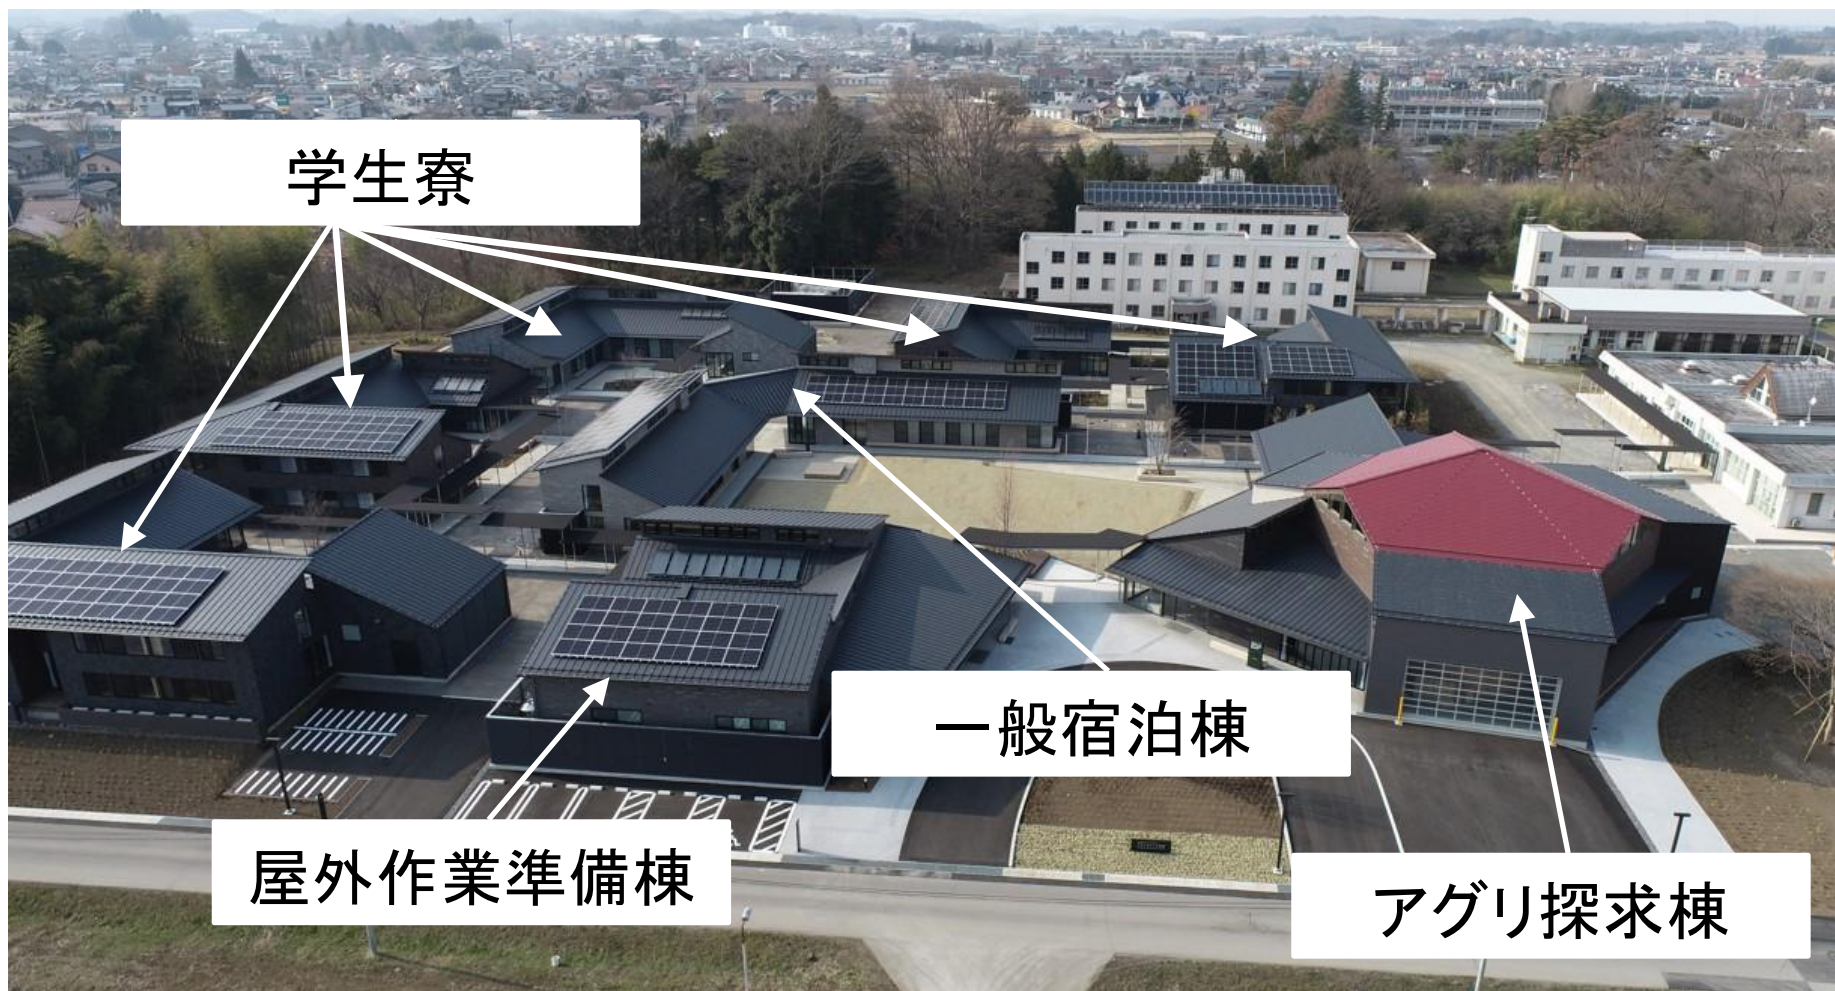 学生寮
一般宿泊棟
屋外作業準備棟
アグリ探求棟